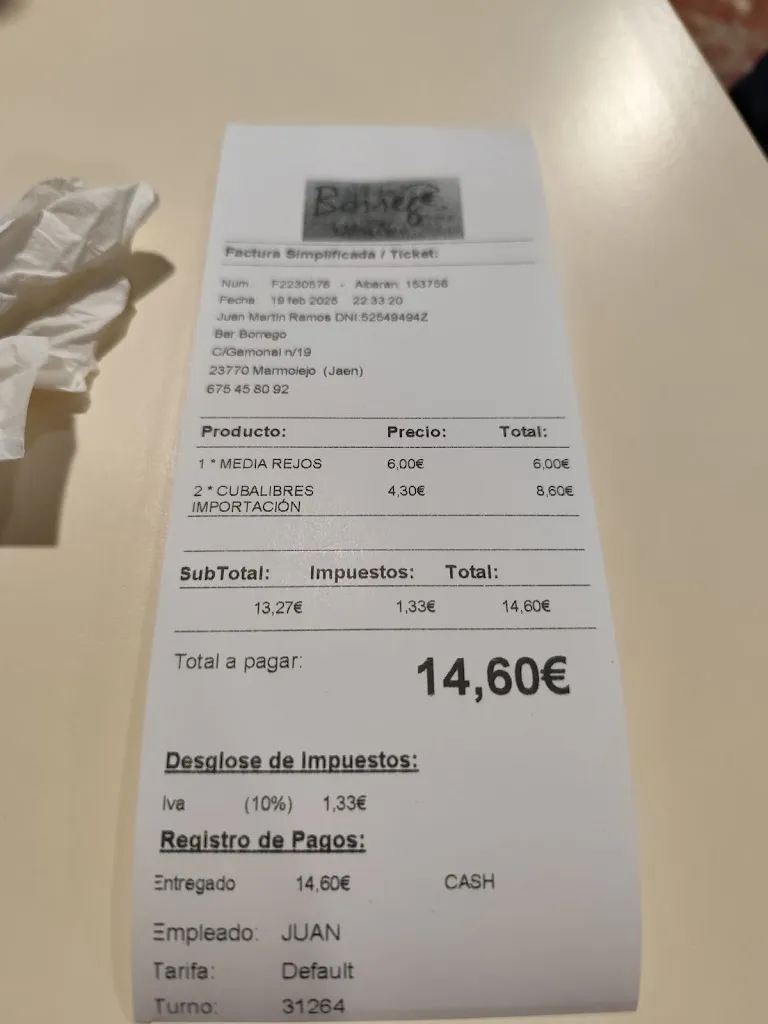 Borrego
Factura Simplificada / Ticket:
Num. F2230576 - Albaran: 153756
Fecha 19 feb 2025 22:33:20
Juan Martin Ramos DNI:52549494Z
Bar Borrego
C/Gamonal n/19
23770 Marmolejo (Jaen)
675 45 80 92
Producto: Precio: Total:
1 * MEDIA REJOS 6,00€ 6,00€
2 * CUBALIBRES 4,30€ 8,60€
IMPORTACIÓN
SubTotal: Impuestos: Total:
13,27€ 1,33€ 14,60€
Total a pagar: 14,60€
Desglose de Impuestos:
Iva (10%) 1,33€
Registro de Pagos:
Entregado 14,60€ CASH
Empleado: JUAN
Tarifa: Default
Turno: 31264